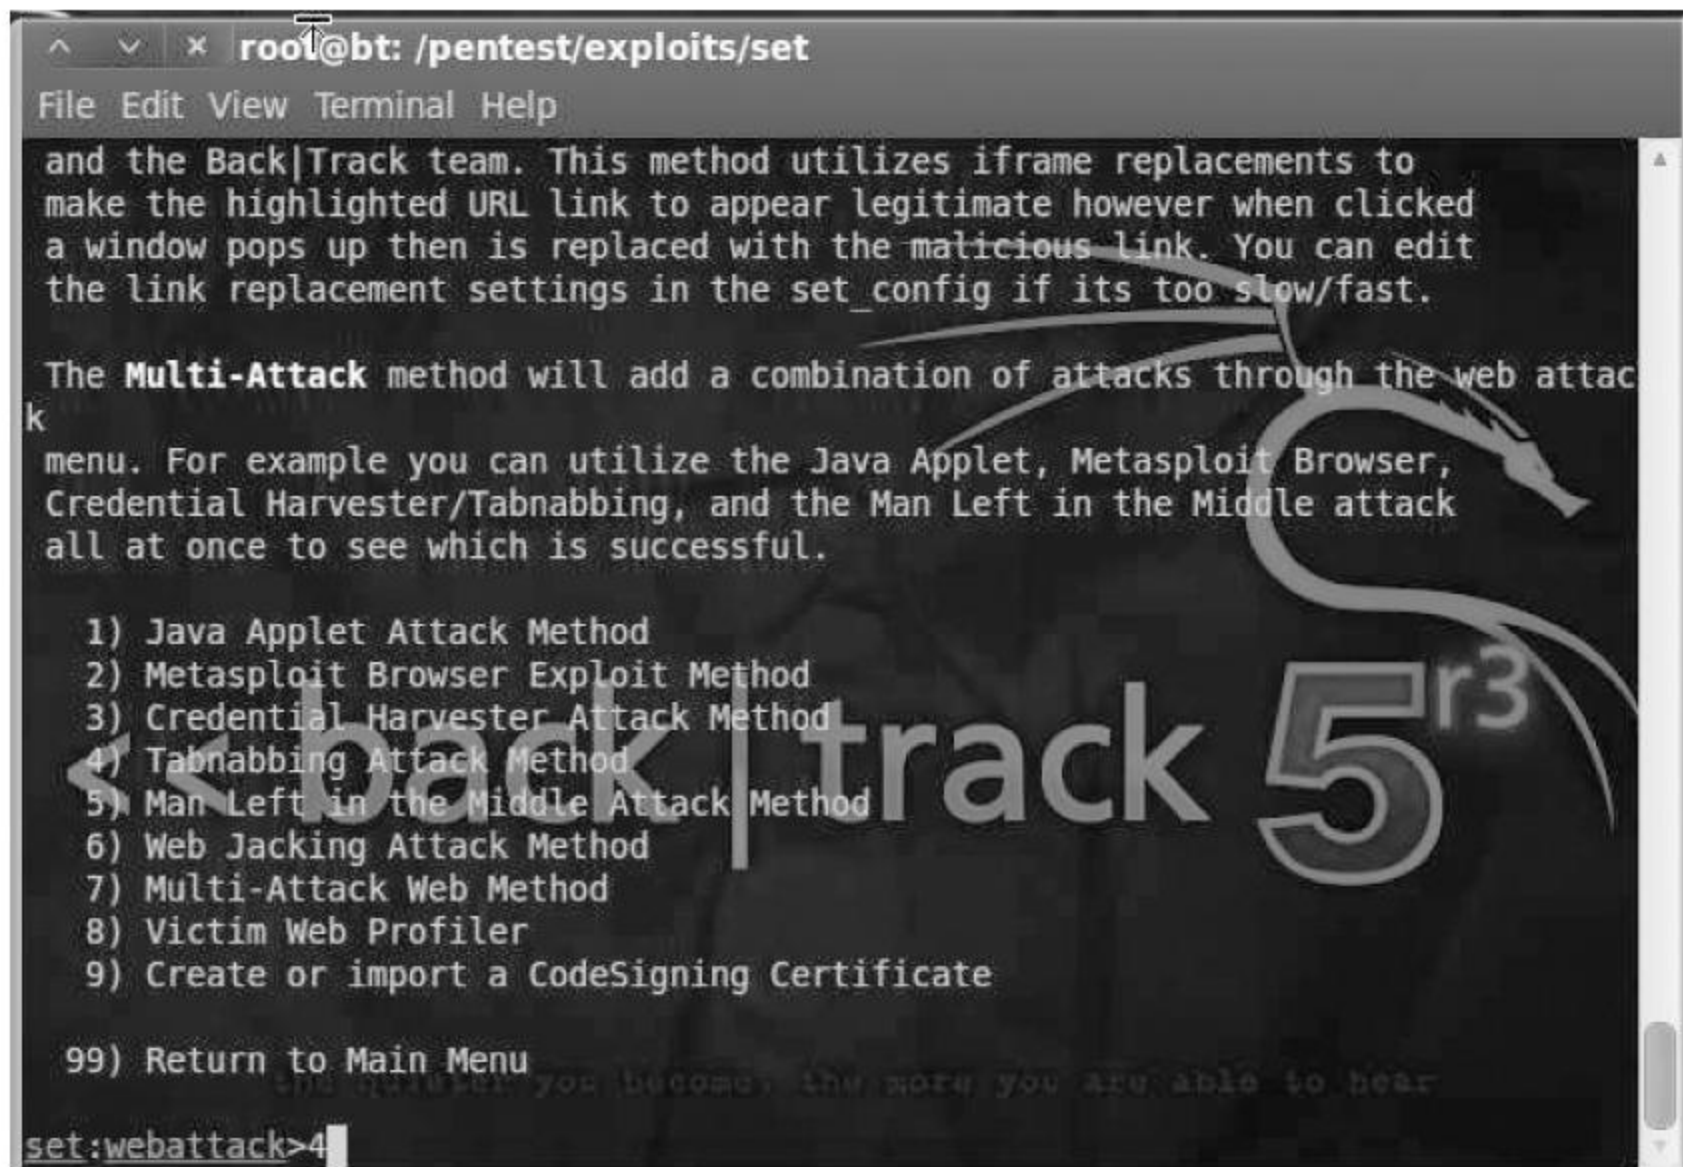 root@bt: /pentest/exploits/set
File Edit View Terminal Help
and the Back|Track team. This method utilizes iframe replacements to
make the highlighted URL link to appear legitimate however when clicked
a window pops up then is replaced with the malicious link. You can edit
the link replacement settings in the set_config if its too slow/fast.
The Multi-Attack method will add a combination of attacks through the web attac
k
menu. For example you can utilize the Java Applet, Metasploit Browser,
Credential Harvester/Tabnabbing, and the Man Left in the Middle attack
all at once to see which is successful.
1) Java Applet Attack Method
2) Metasploit Browser Exploit Method
3) Credential Harvester Attack Method
4) Tabnabbing Attack Method
5) Man Left in the Middle Attack Method
6) Web Jacking Attack Method
7) Multi-Attack Web Method
8) Victim Web Profiler
9) Create or import a CodeSigning Certificate
<< back|track 5 r3
99) Return to Main Menu
the quieter you become, the more you are able to hear
set:webattack>4